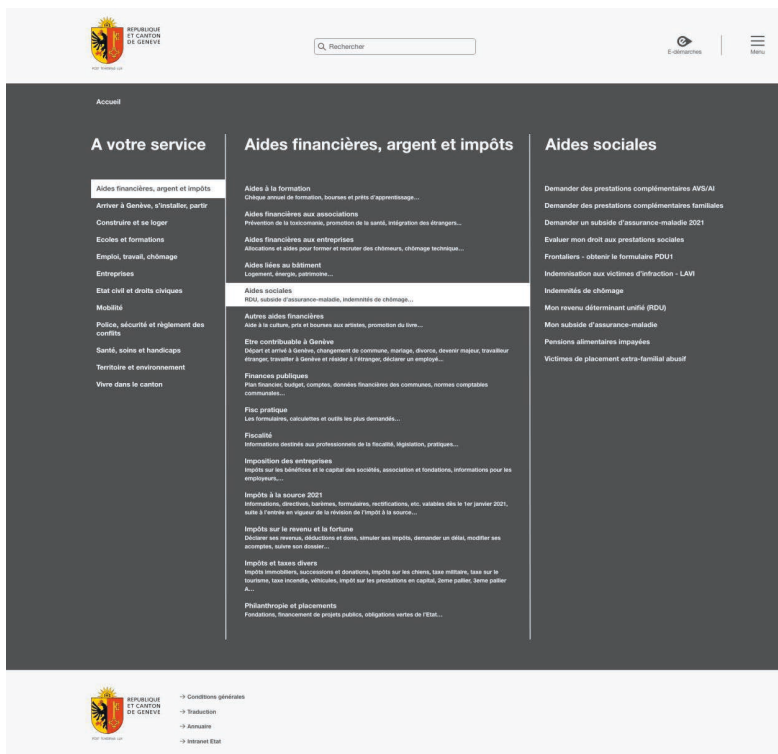 REPUBLIQUE
ET CANTON
DE GENEVE
POST TENEBRAS LUX
Rechercher
E-démarches
Menu
Accueil
A votre service
Aides financières, argent et impôts
Arriver à Genève, s'installer, partir
Construire et se loger
Ecoles et formations
Emploi, travail, chômage
Entreprises
Etat civil et droits civiques
Mobilité
Police, sécurité et règlement des
conflits
Santé, soins et handicaps
Territoire et environnement
Vivre dans le canton
Aides financières, argent et impôts
Aides à la formation
Chèque annuel de formation, bourses et prêts d'apprentissage...
Aides financières aux associations
Prévention de la toxicomanie, promotion de la santé, intégration des étrangers...
Aides financières aux entreprises
Allocations et aides pour former et recruter des chômeurs, chômage technique...
Aides liées au bâtiment
Logement, énergie, patrimoine...
Aides sociales
RDU, subside d'assurance-maladie, indemnités de chômage...
Autres aides financières
Aide à la culture, prix et bourses aux artistes, promotion du livre...
Etre contribuable à Genève
Départ et arrivé à Genève, changement de commune, mariage, divorce, devenir majeur, travailleur
étranger, travailler à Genève et résider à l'étranger, déclarer un employé...
Finances publiques
Plan financier, budget, comptes, données financières des communes, normes comptables
communales...
Fisc pratique
Les formulaires, calculettes et outils les plus demandés...
Fiscalité
Informations destinés aux professionnels de la fiscalité, législation, pratiques...
Imposition des entreprises
Impôts sur les bénéfices et le capital des sociétés, association et fondations, informations pour les
employeurs,...
Impôts à la source 2021
Informations, directives, barèmes, formulaires, rectifications, etc. valables dès le 1er janvier 2021,
suite à l'entrée en vigueur de la révision de l'impôt à la source...
Impôts sur le revenu et la fortune
Déclarer ses revenus, déductions et dons, simuler ses impôts, demander un délai, modifier ses
acomptes, suivre son dossier...
Impôts et taxes divers
Impôts immobiliers, successions et donations, impôts sur les chiens, taxe militaire, taxe sur le
tourisme, taxe incendie, véhicules, impôt sur les prestations en capital, 2eme pallier, 3eme pallier
A...
Philanthropie et placements
Fondations, financement de projets publics, obligations vertes de l'Etat...
Aides sociales
Demander des prestations complémentaires AVS/AI
Demander des prestations complémentaires familiales
Demander un subside d'assurance-maladie 2021
Evaluer mon droit aux prestations sociales
Frontaliers - obtenir le formulaire PDU1
Indemnisation aux victimes d'infraction - LAVI
Indemnités de chômage
Mon revenu déterminant unifié (RDU)
Mon subside d'assurance-maladie
Pensions alimentaires impayées
Victimes de placement extra-familial abusif
REPUBLIQUE
ET CANTON
DE GENEVE
POST TENEBRAS LUX
→ Conditions générales
→ Traduction
→ Annuaire
→ Intranet Etat